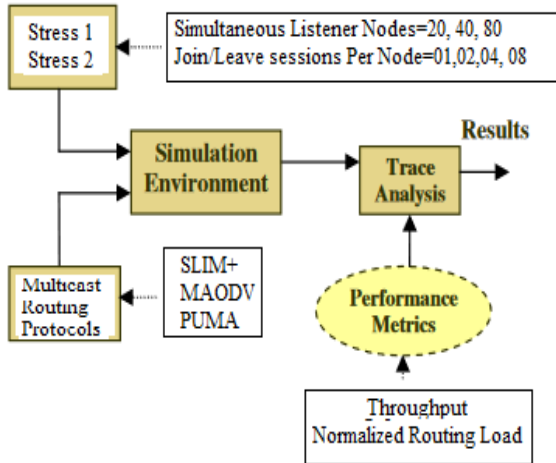 Stress 1
Stress 2
Simultaneous Listener Nodes=20, 40, 80
Join/Leave sessions Per Node=01,02,04, 08
Simulation
Environment
Results
Trace
Analysis
Multicast
Routing
Protocols
SLIM+
MAODV
PUMA
Performance
Metrics
Throughput
Normalized Routing Load